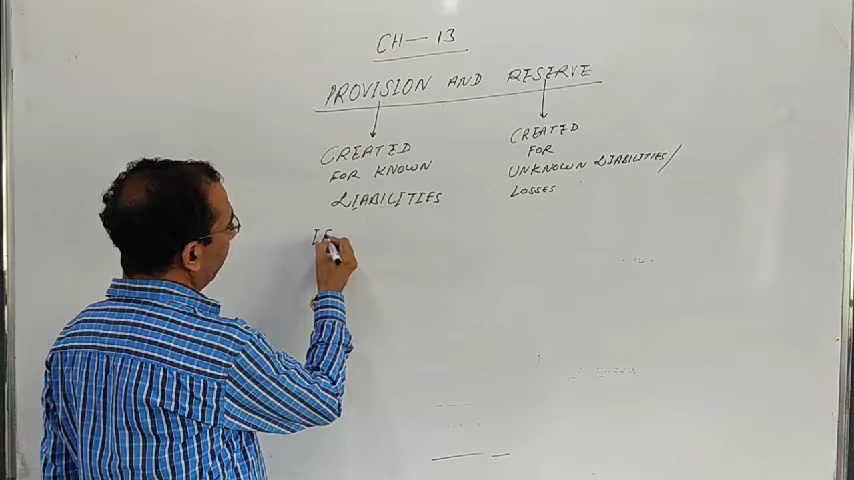 CH — 13
PROVISION AND RESERVE
CREATED
FOR KNOWN
LIABILITIES
CREATED
FOR
UNKNOWN LIABILITIES/
LOSSES